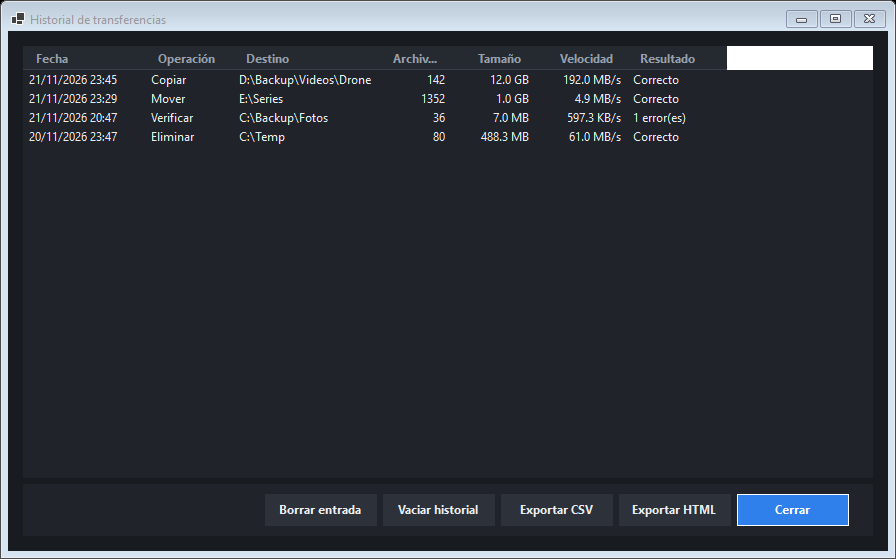 Historial de transferencias
Fecha Operación Destino Archiv... Tamaño Velocidad Resultado
21/11/2026 23:45 Copiar D:\Backup\Videos\Drone 142 12.0 GB 192.0 MB/s Correcto
21/11/2026 23:29 Mover E:\Series 1352 1.0 GB 4.9 MB/s Correcto
21/11/2026 20:47 Verificar C:\Backup\Fotos 36 7.0 MB 597.3 KB/s 1 error(es)
20/11/2026 23:47 Eliminar C:\Temp 80 488.3 MB 61.0 MB/s Correcto
Borrar entrada Vaciar historial Exportar CSV Exportar HTML Cerrar